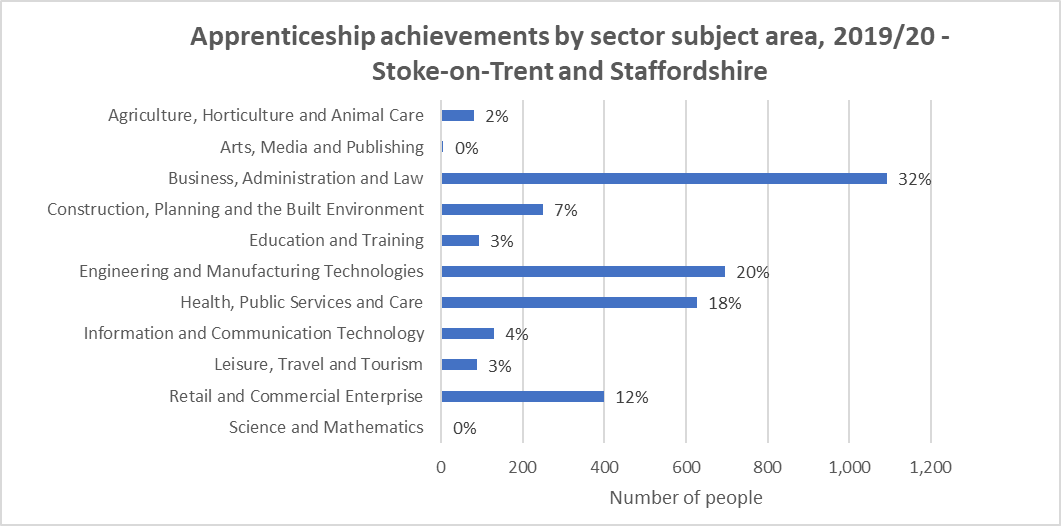 Apprenticeship achievements by sector subject area, 2019/20 -
Stoke-on-Trent and Staffordshire
Agriculture, Horticulture and Animal Care 2%
Arts, Media and Publishing 0%
Business, Administration and Law 32%
Construction, Planning and the Built Environment 7%
Education and Training 3%
Engineering and Manufacturing Technologies 20%
Health, Public Services and Care 18%
Information and Communication Technology 4%
Leisure, Travel and Tourism 3%
Retail and Commercial Enterprise 12%
Science and Mathematics 0%
0 200 400 600 800 1,000 1,200
Number of people